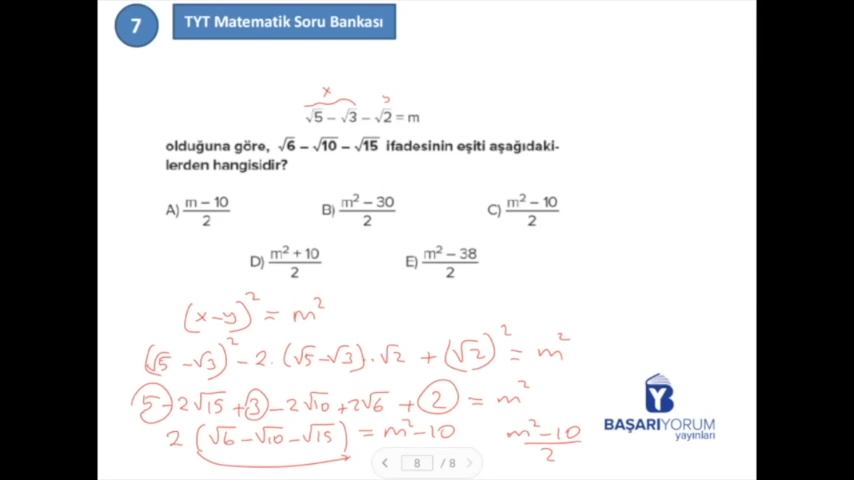 7
TYT Matematik Soru Bankası
x y
√5 − √3 − √2 = m
olduğuna göre, √6 − √10 − √15 ifadesinin eşiti aşağıdaki-
lerden hangisidir?
A) (m − 10)/2 B) (m² − 30)/2 C) (m² − 10)/2
D) (m² + 10)/2 E) (m² − 38)/2
(x−y)² = m²
(√5 −√3)² − 2.(√5−√3).√2 + (√2)² = m²
5 − 2√15 + 3 − 2√10 + 2√6 + 2 = m²
2(√6 − √10 − √15) = m² − 10 (m² − 10)/2
BAŞARIYORUM
yayınları
8 / 8